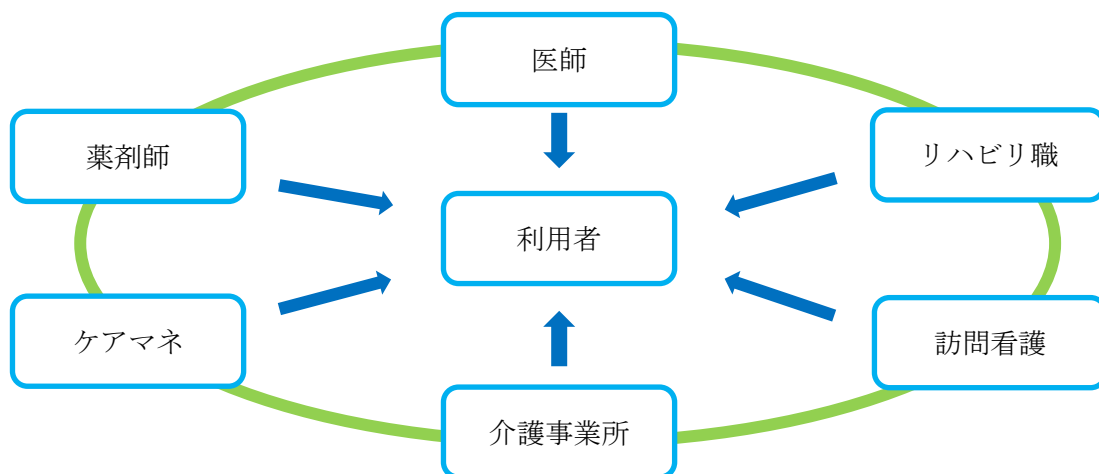 医師
薬剤師
リハビリ職
利用者
ケアマネ
訪問看護
介護事業所